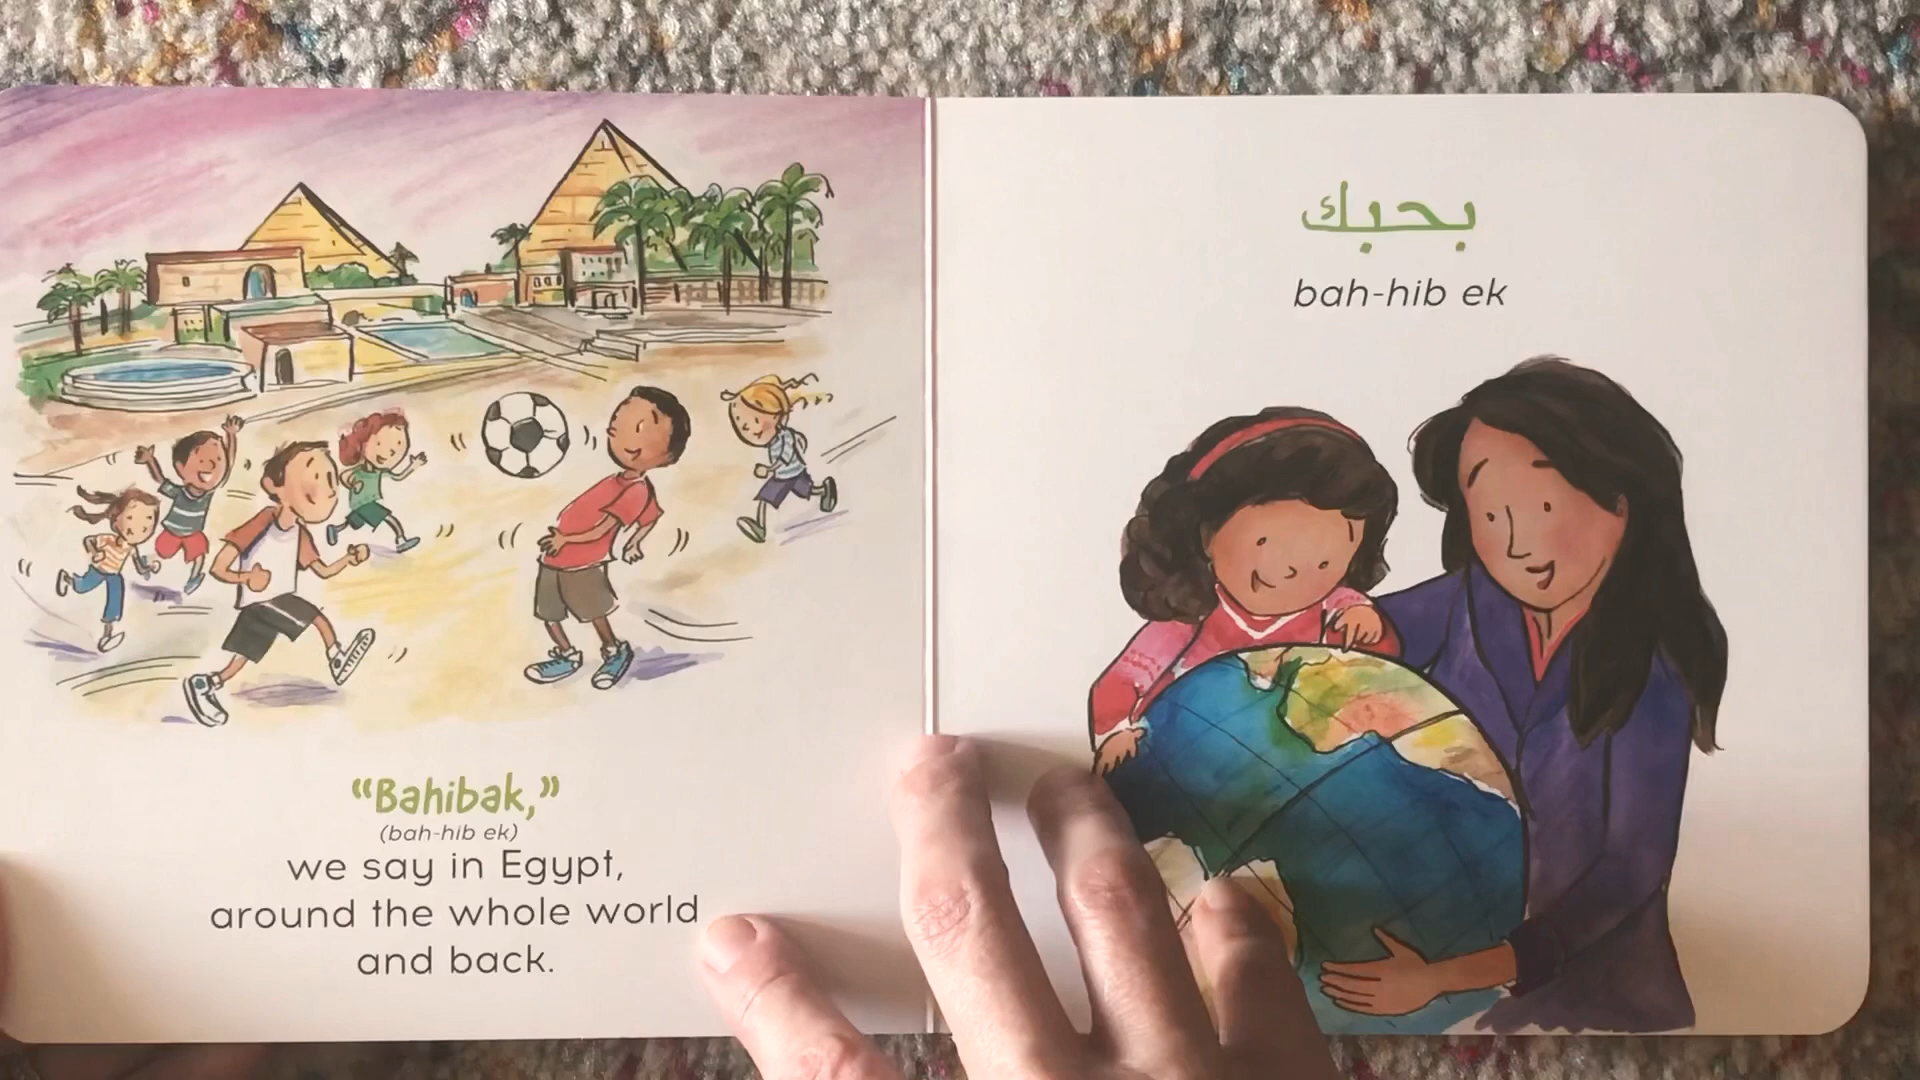 “Bahibak,”
(bah-hib ek)
we say in Egypt,
around the whole world
and back.
بحبك
bah-hib ek